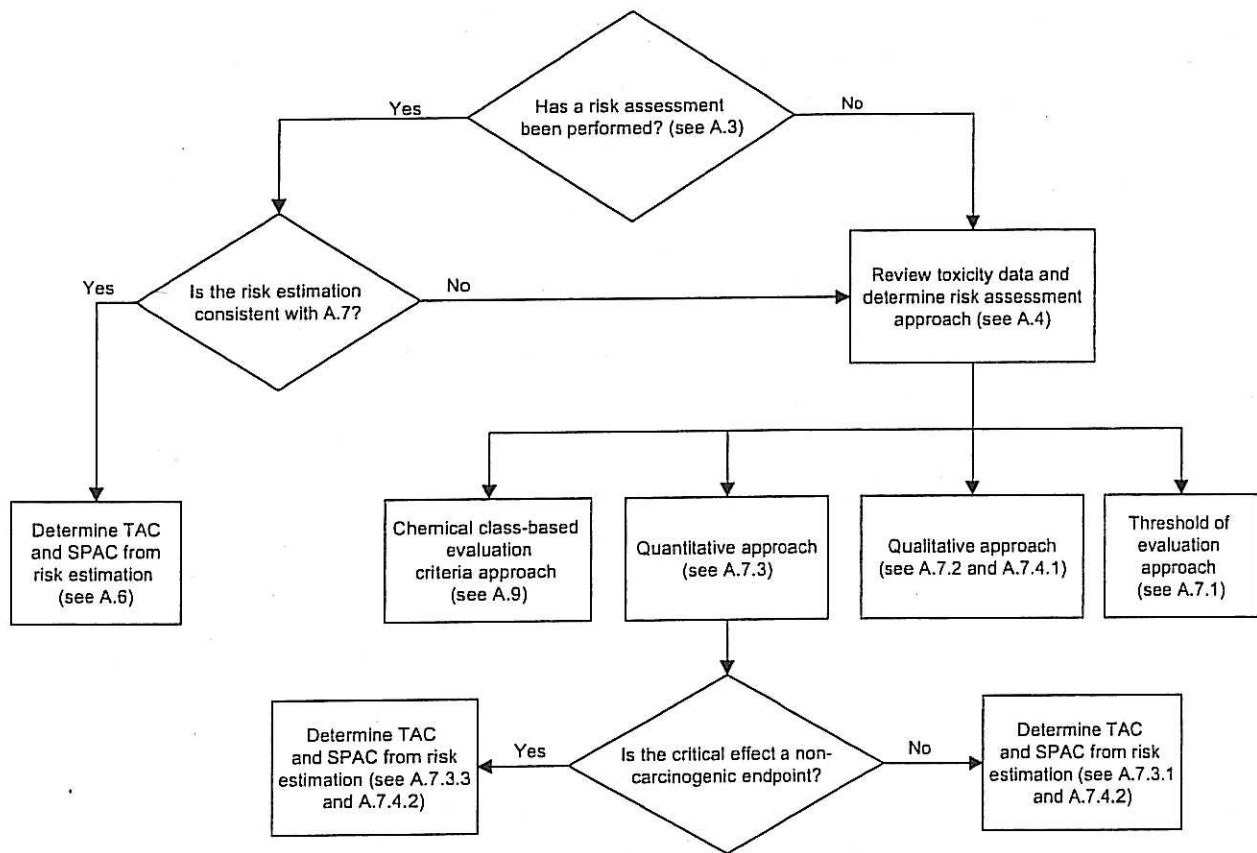 Has a risk assessment
been performed? (see A.3)
Yes
No
Is the risk estimation
consistent with A.7?
Yes
No
Review toxicity data and
determine risk assessment
approach (see A.4)
Determine TAC
and SPAC from
risk estimation
(see A.6)
Chemical class-based
evaluation
criteria approach
(see A.9)
Quantitative approach
(see A.7.3)
Qualitative approach
(see A.7.2 and A.7.4.1)
Threshold of
evaluation
approach
(see A.7.1)
Determine TAC
and SPAC from risk
estimation (see A.7.3.3
and A.7.4.2)
Yes
Is the critical effect a non-
carcinogenic endpoint?
No
Determine TAC
and SPAC from risk
estimation (see A.7.3.1
and A.7.4.2)